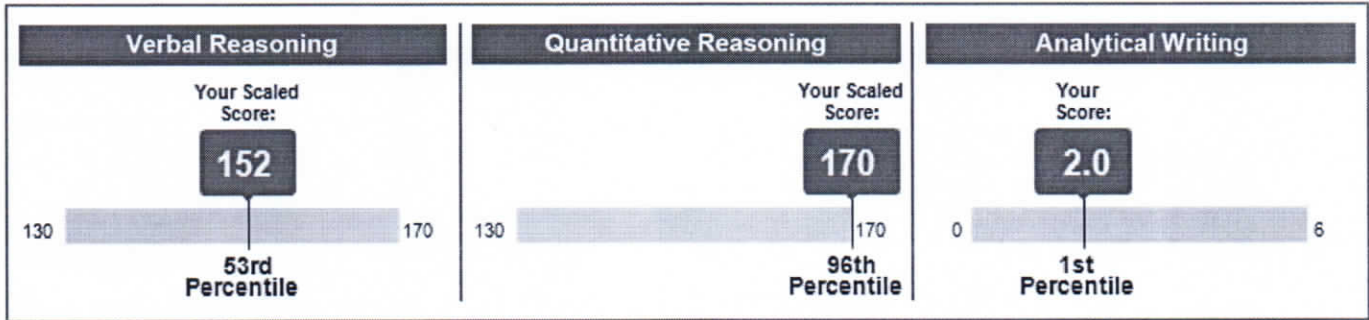 Verbal Reasoning
Your Scaled
Score:
152
130
170
53rd
Percentile
Quantitative Reasoning
Your Scaled
Score:
170
130
170
96th
Percentile
Analytical Writing
Your
Score:
2.0
0
6
1st
Percentile